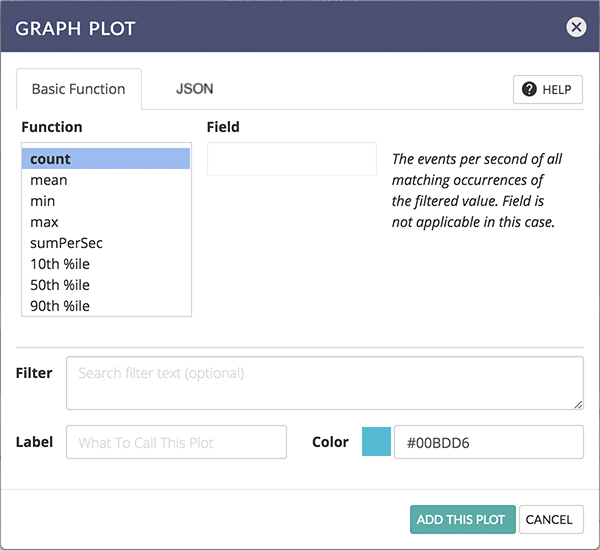 GRAPH PLOT
Basic Function
JSON
HELP
Function
Field
count
mean
min
max
sumPerSec
10th %ile
50th %ile
90th %ile
The events per second of all
matching occurrences of
the filtered value. Field is
not applicable in this case.
Filter
Search filter text (optional)
Label
What To Call This Plot
Color
#00BDD6
ADD THIS PLOT
CANCEL